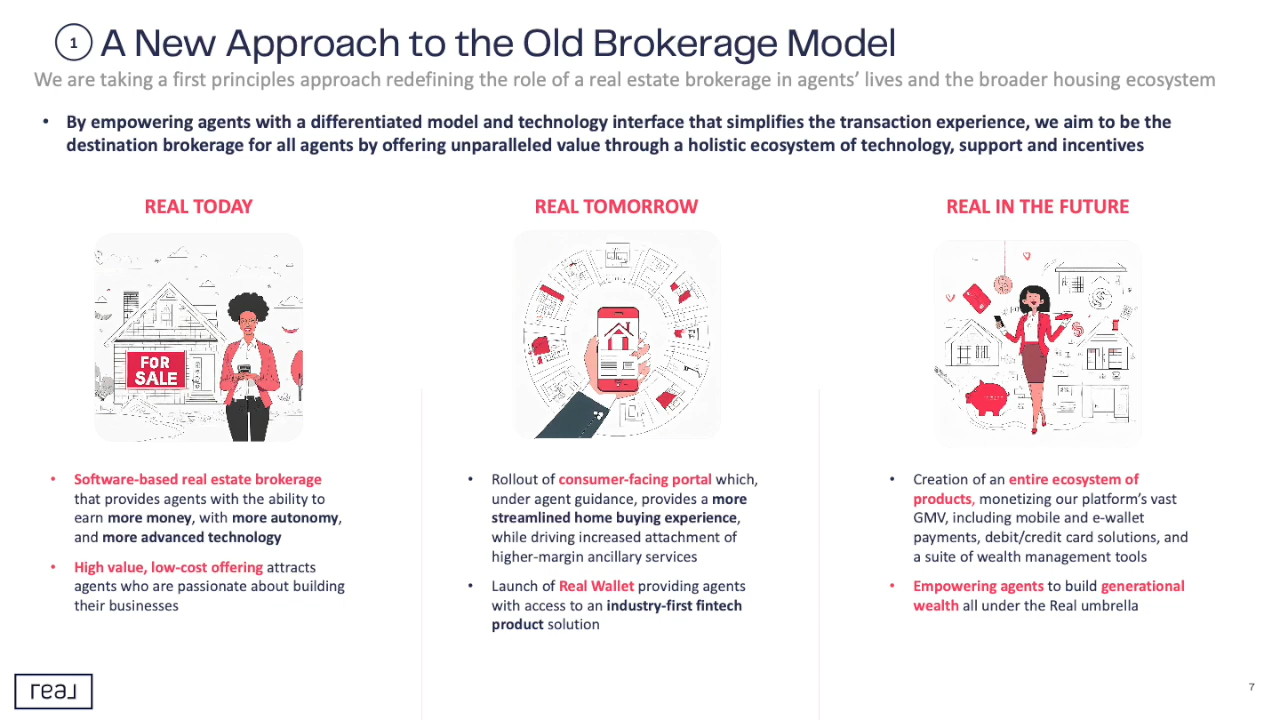 1 A New Approach to the Old Brokerage Model
We are taking a first principles approach redefining the role of a real estate brokerage in agents’ lives and the broader housing ecosystem
• By empowering agents with a differentiated model and technology interface that simplifies the transaction experience, we aim to be the
destination brokerage for all agents by offering unparalleled value through a holistic ecosystem of technology, support and incentives
REAL TODAY
FOR
SALE
• Software-based real estate brokerage
that provides agents with the ability to
earn more money, with more autonomy,
and more advanced technology
• High value, low-cost offering attracts
agents who are passionate about building
their businesses
REAL TOMORROW
• Rollout of consumer-facing portal which,
under agent guidance, provides a more
streamlined home buying experience,
while driving increased attachment of
higher-margin ancillary services
• Launch of Real Wallet providing agents
with access to an industry-first fintech
product solution
REAL IN THE FUTURE
• Creation of an entire ecosystem of
products, monetizing our platform’s vast
GMV, including mobile and e-wallet
payments, debit/credit card solutions, and
a suite of wealth management tools
• Empowering agents to build generational
wealth all under the Real umbrella
real
7